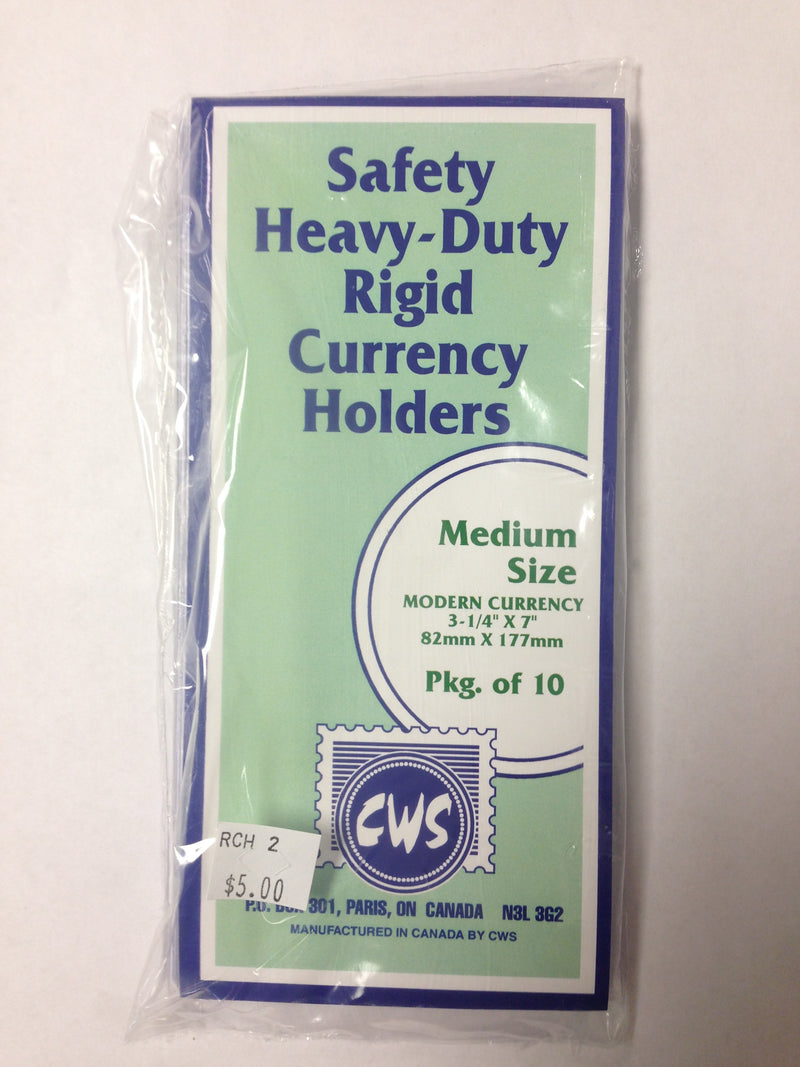 Safety
Heavy-Duty
Rigid
Currency
Holders
Medium
Size
MODERN CURRENCY
3-1/4" X 7"
82mm X 177mm
Pkg. of 10
CWS
RCH 2
$5.00
P.O. 301, PARIS, ON CANADA N3L 3G2
MANUFACTURED IN CANADA BY CWS